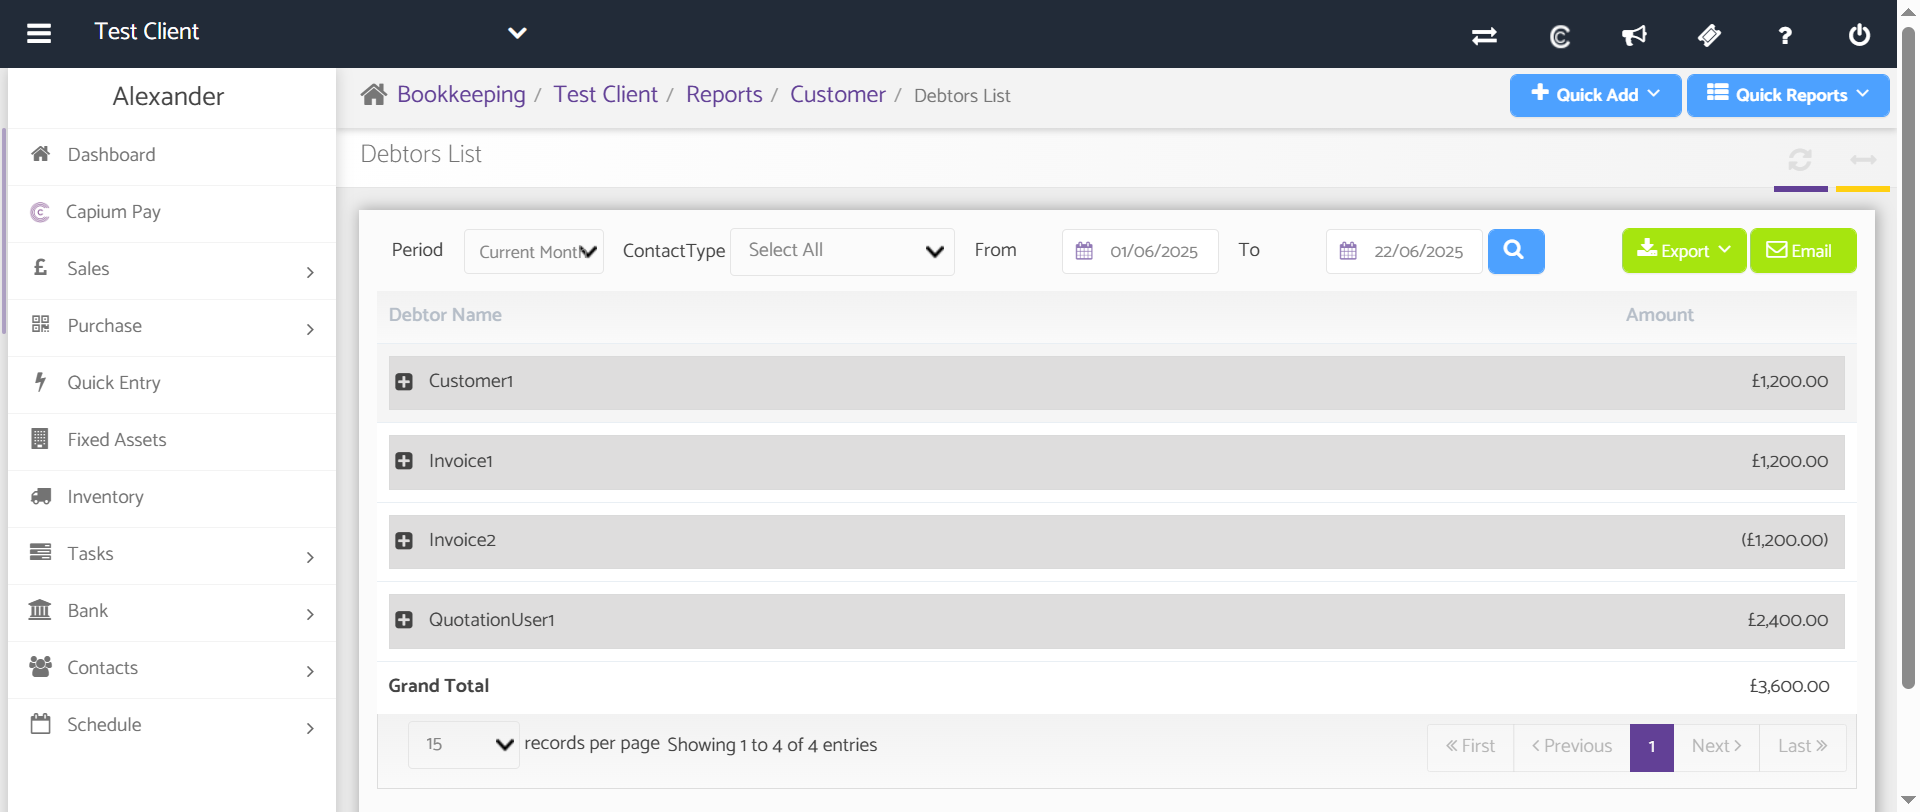 Test Client
Alexander
Bookkeeping / Test Client / Reports / Customer / Debtors List
Quick Add
Quick Reports
Dashboard
Capium Pay
Sales
Purchase
Quick Entry
Fixed Assets
Inventory
Tasks
Bank
Contacts
Schedule
Debtors List
Period Current Month ContactType Select All From 01/06/2025 To 22/06/2025 Export Email
Debtor Name Amount
Customer1 £1,200.00
Invoice1 £1,200.00
Invoice2 (£1,200.00)
QuotationUser1 £2,400.00
Grand Total £3,600.00
15 records per page Showing 1 to 4 of 4 entries « First < Previous 1 Next > Last »